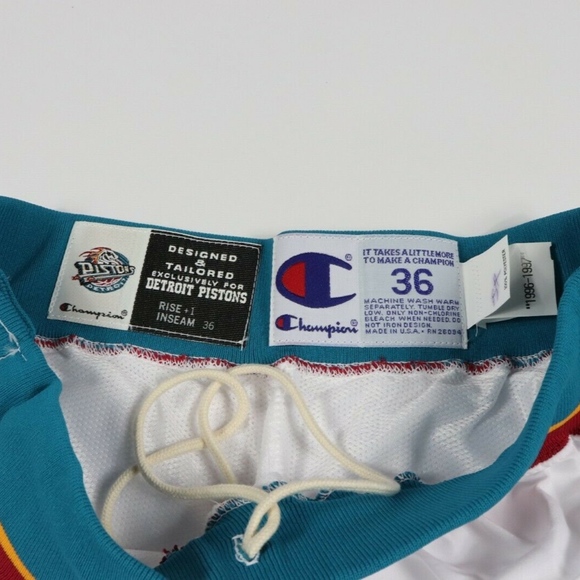 PISTONS
DETROIT
Champion
DESIGNED
&
TAILORED
EXCLUSIVELY FOR
DETROIT PISTONS
RISE +1
INSEAM 36
Champion
IT TAKES A LITTLE MORE
TO MAKE A CHAMPION
36
MACHINE WASH WARM
SEPARATELY. TUMBLE DRY
LOW. ONLY NON-CHLORINE
BLEACH WHEN NEEDED. DO
NOT IRON DESIGN.
MADE IN U.S.A. • RN 26094
"1996-1997"